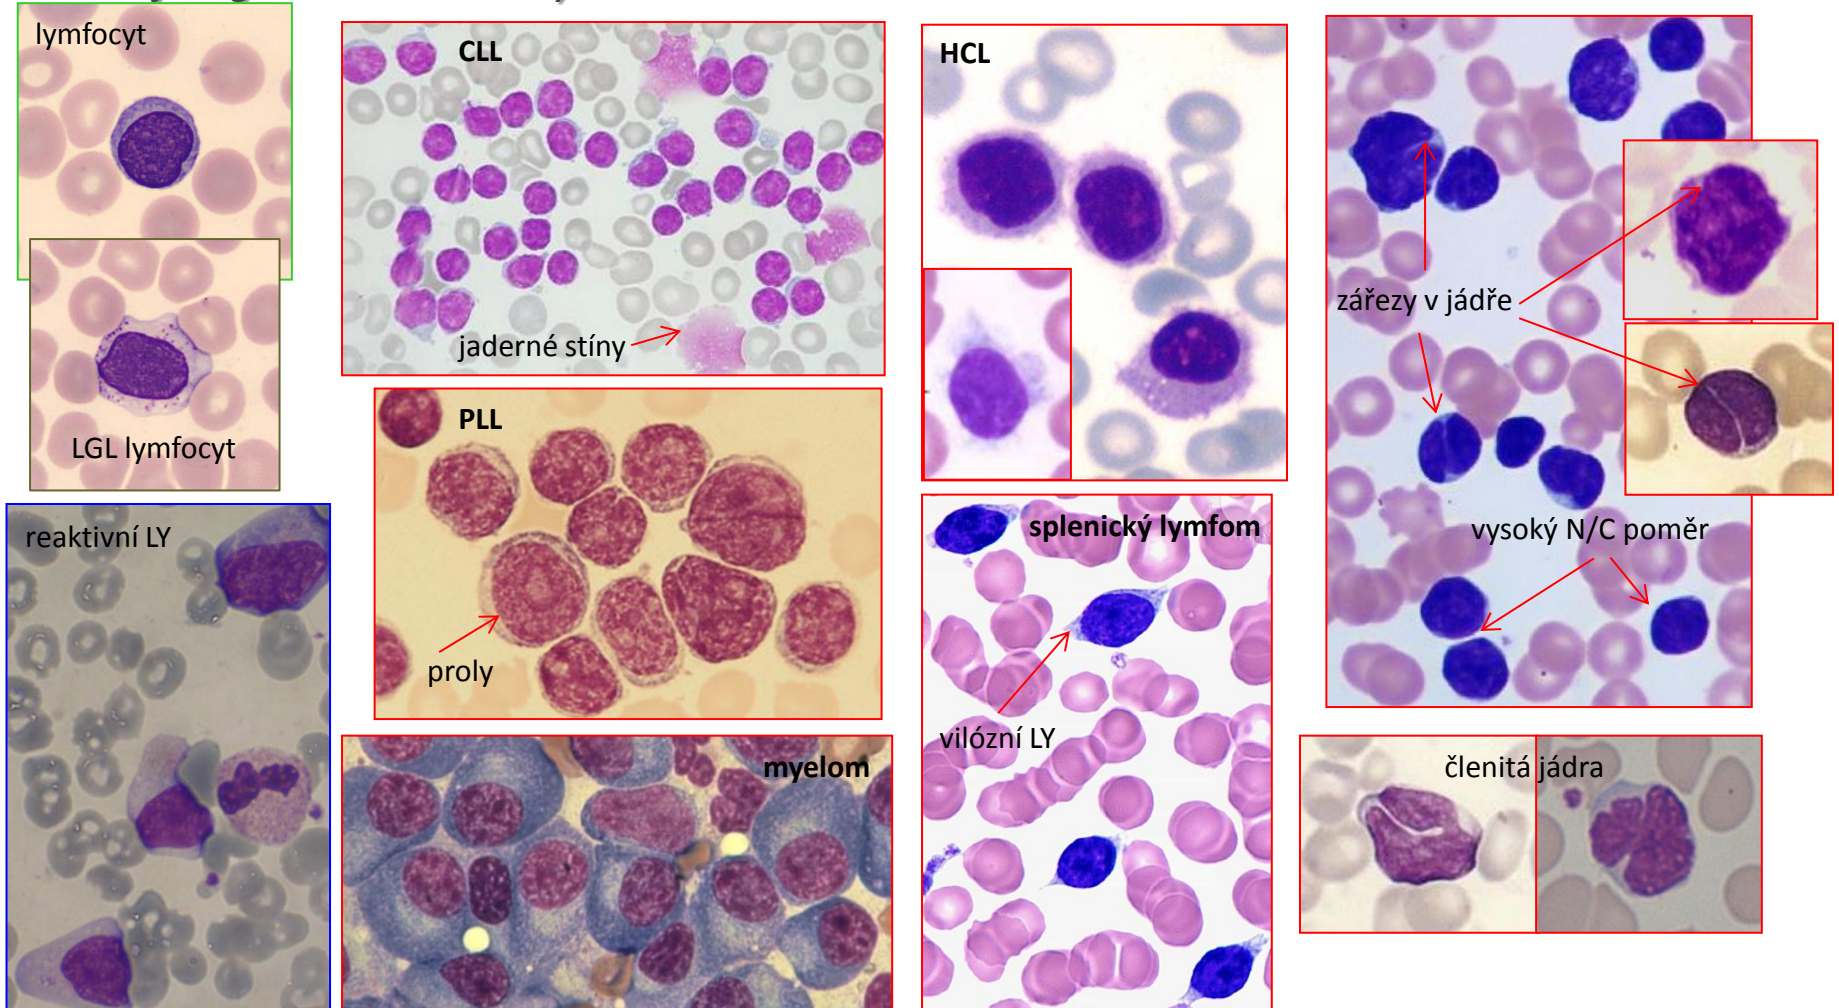 lymfocyt
LGL lymfocyt
reaktivní LY
CLL
jaderné stíny
PLL
proly
myelom
HCL
splenický lymfom
vilózní LY
zářezy v jádře
vysoký N/C poměr
členitá jádra